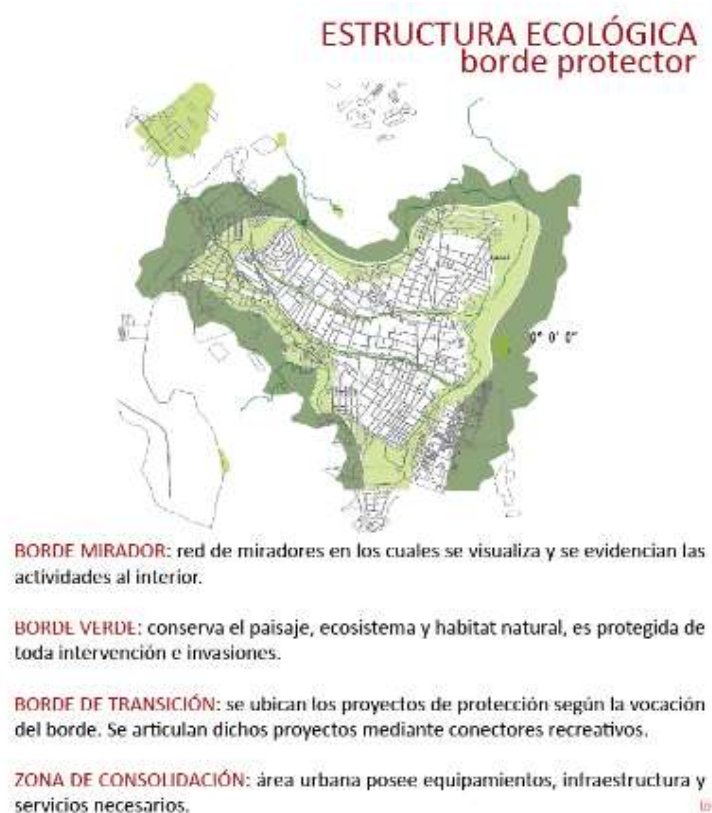 ESTRUCTURA ECOLÓGICA
borde protector
0° 0' 0"
BORDE MIRADOR: red de miradores en los cuales se visualiza y se evidencian las
actividades al interior.
BORDE VERDE: conserva el paisaje, ecosistema y habitat natural, es protegida de
toda intervención e invasiones.
BORDE DE TRANSICIÓN: se ubican los proyectos de protección según la vocación
del borde. Se articulan dichos proyectos mediante conectores recreativos.
ZONA DE CONSOLIDACIÓN: área urbana posee equipamientos, infraestructura y
servicios necesarios.